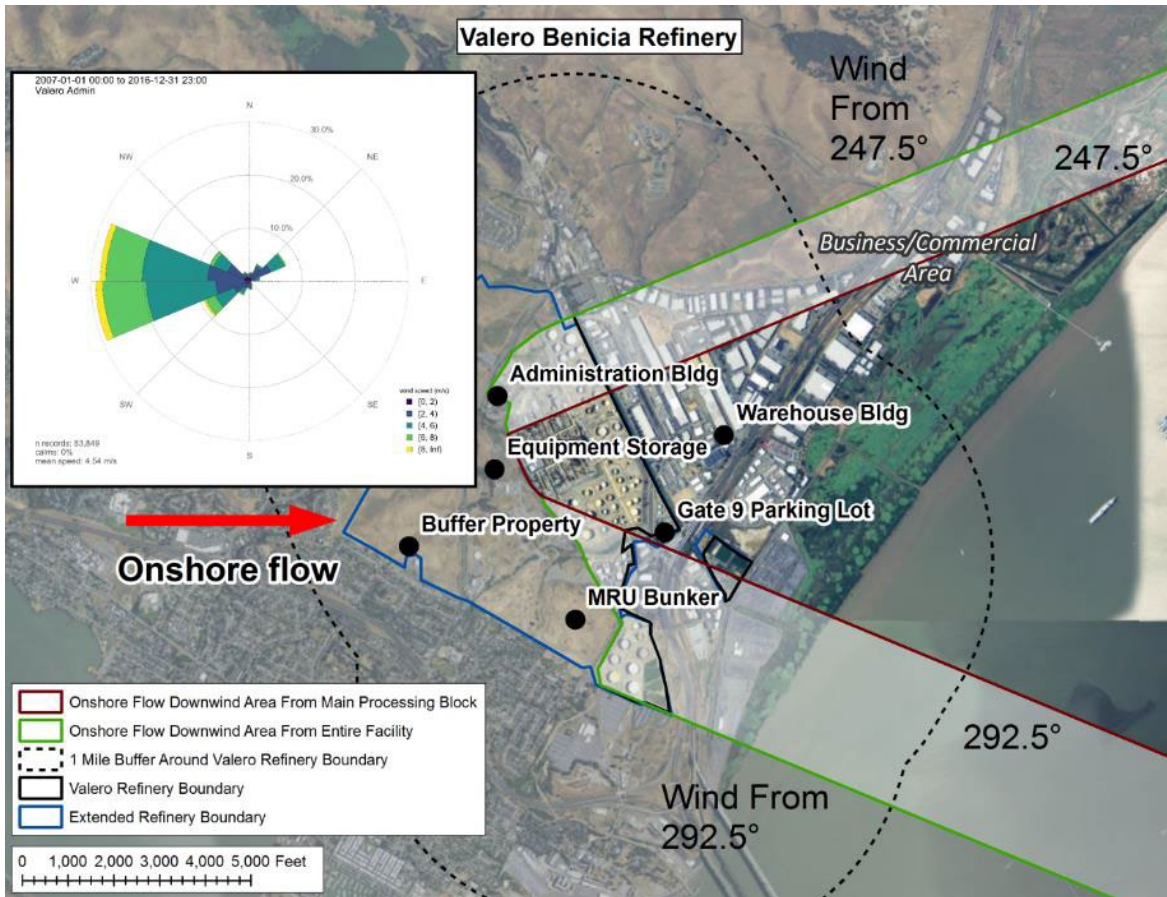 Valero Benicia Refinery
2007-01-01 00:00 to 2016-12-31 23:00
Valero Admin
N
30.0%
NW
NE
20.0%
10.0%
W
E
SW
SE
S
wind speed (m/s)
[0, 2)
[2, 4)
[4, 6)
[6, 8)
[8, Inf)
n records: 83,849
calms: 0%
mean speed: 4.54 m/s
Wind
From
247.5°
247.5°
Business/Commercial
Area
Administration Bldg
Warehouse Bldg
Equipment Storage
Gate 9 Parking Lot
Buffer Property
Onshore flow
MRU Bunker
292.5°
Wind From
292.5°
Onshore Flow Downwind Area From Main Processing Block
Onshore Flow Downwind Area From Entire Facility
1 Mile Buffer Around Valero Refinery Boundary
Valero Refinery Boundary
Extended Refinery Boundary
0 1,000 2,000 3,000 4,000 5,000 Feet